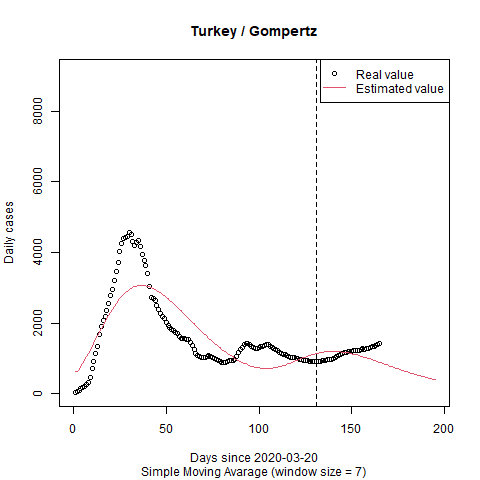 Turkey / Gompertz
Real value
Estimated value
Daily cases
8000
6000
4000
2000
0
0 50 100 150 200
Days since 2020-03-20
Simple Moving Avarage (window size = 7)